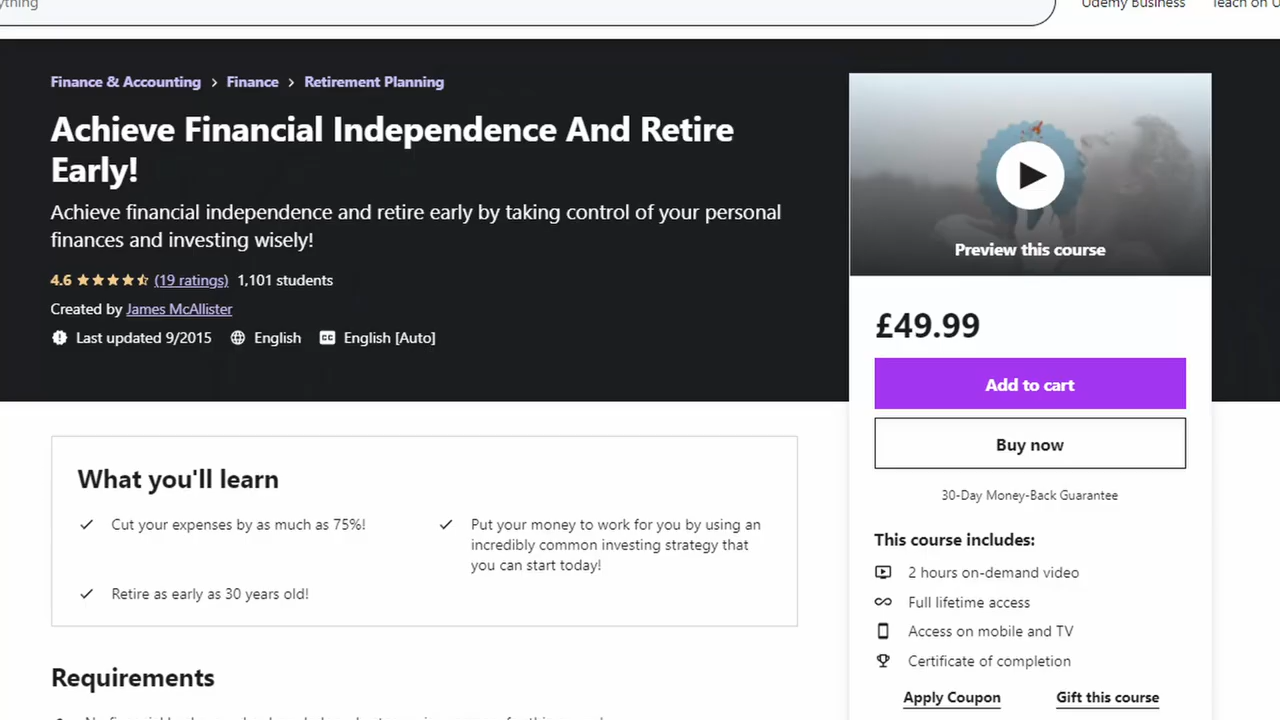 ything
Udemy Business
Teach on U
Finance & Accounting > Finance > Retirement Planning
Achieve Financial Independence And Retire
Early!
Achieve financial independence and retire early by taking control of your personal
finances and investing wisely!
4.6 (19 ratings) 1,101 students
Created by James McAllister
Last updated 9/2015 English CC English [Auto]
Preview this course
£49.99
Add to cart
Buy now
30-Day Money-Back Guarantee
This course includes:
2 hours on-demand video
Full lifetime access
Access on mobile and TV
Certificate of completion
Apply Coupon Gift this course
What you'll learn
Cut your expenses by as much as 75%!
Put your money to work for you by using an
incredibly common investing strategy that
you can start today!
Retire as early as 30 years old!
Requirements